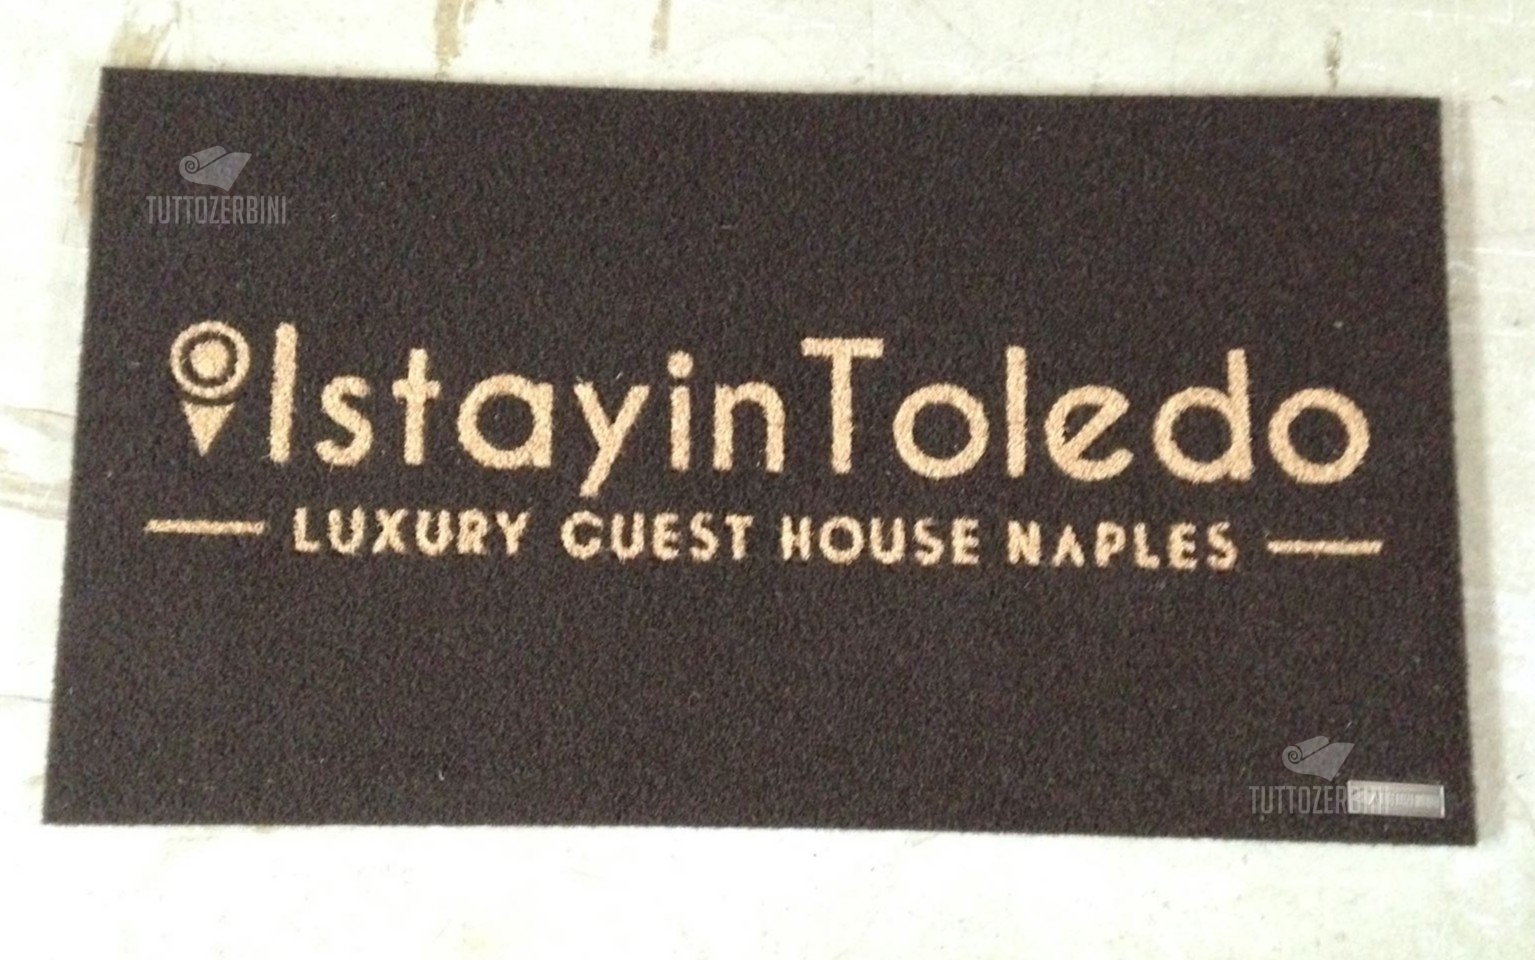 TUTTOZERBINI
IstayinToledo
LUXURY GUEST HOUSE NAPLES
TUTTOZERBINI